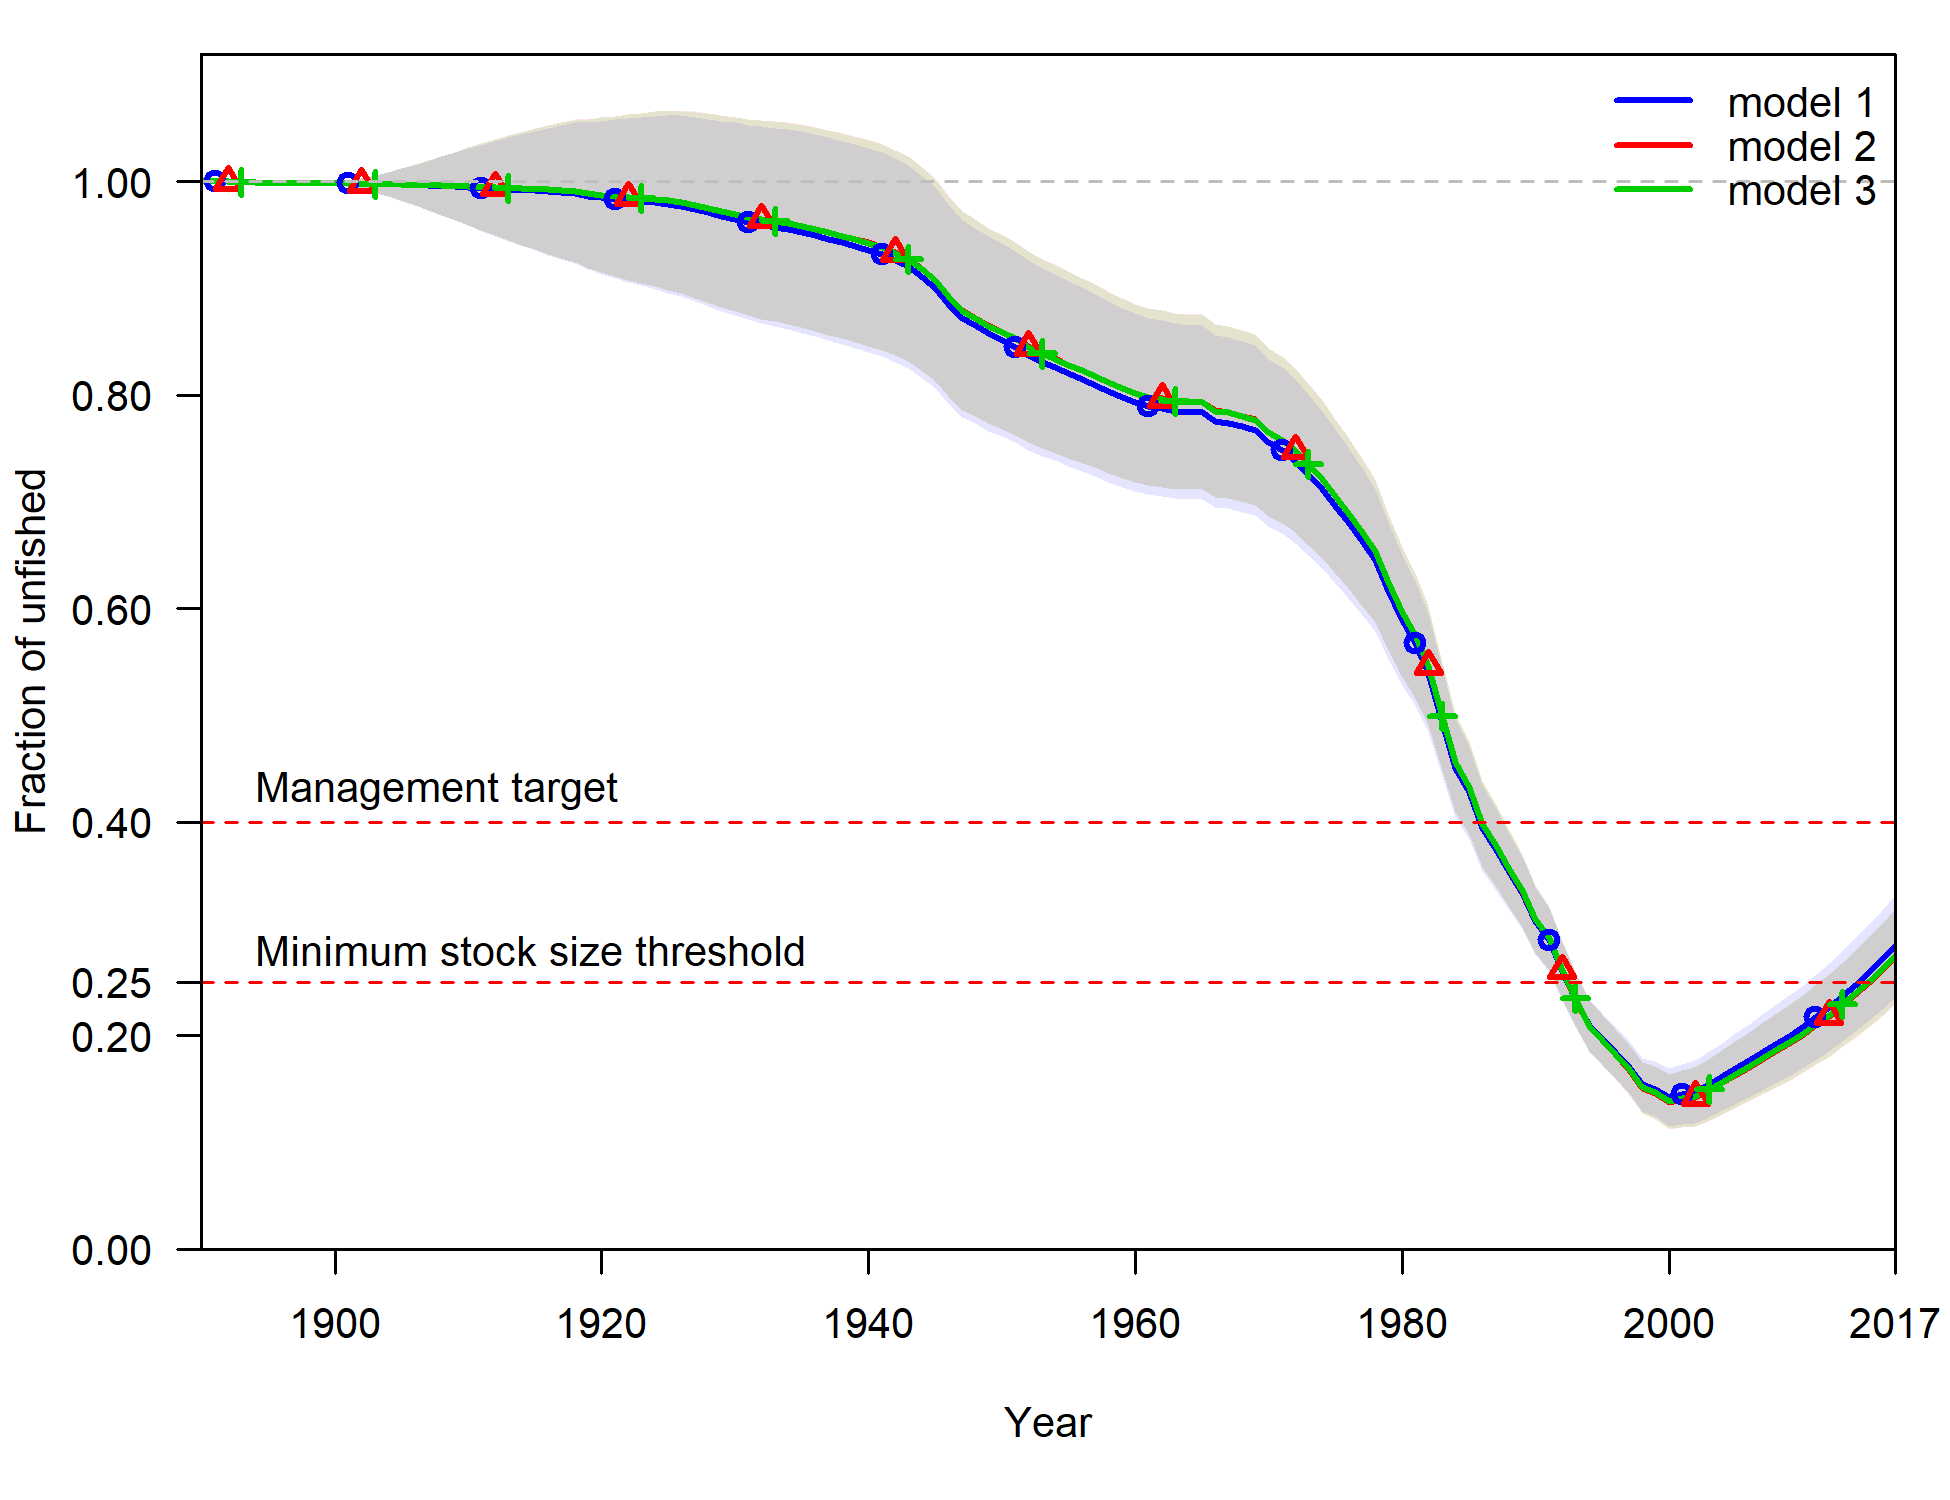 model 1
model 2
model 3
1.00
0.80
0.60
0.40
0.25
0.20
0.00
Fraction of unfished
Management target
Minimum stock size threshold
1900 1920 1940 1960 1980 2000 2017
Year